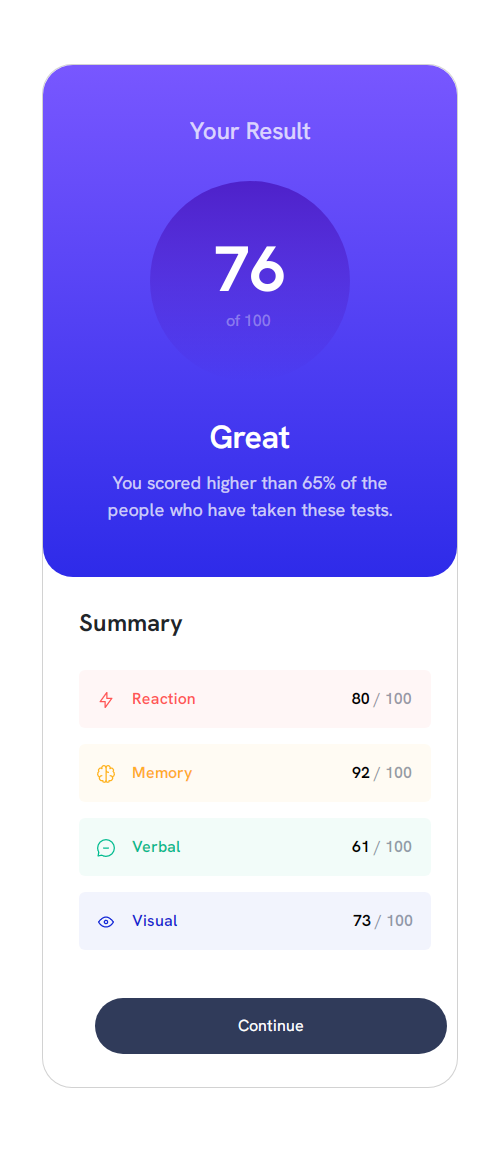 Your Result
76
of 100
Great
You scored higher than 65% of the
people who have taken these tests.
Summary
Reaction 80 / 100
Memory 92 / 100
Verbal 61 / 100
Visual 73 / 100
Continue